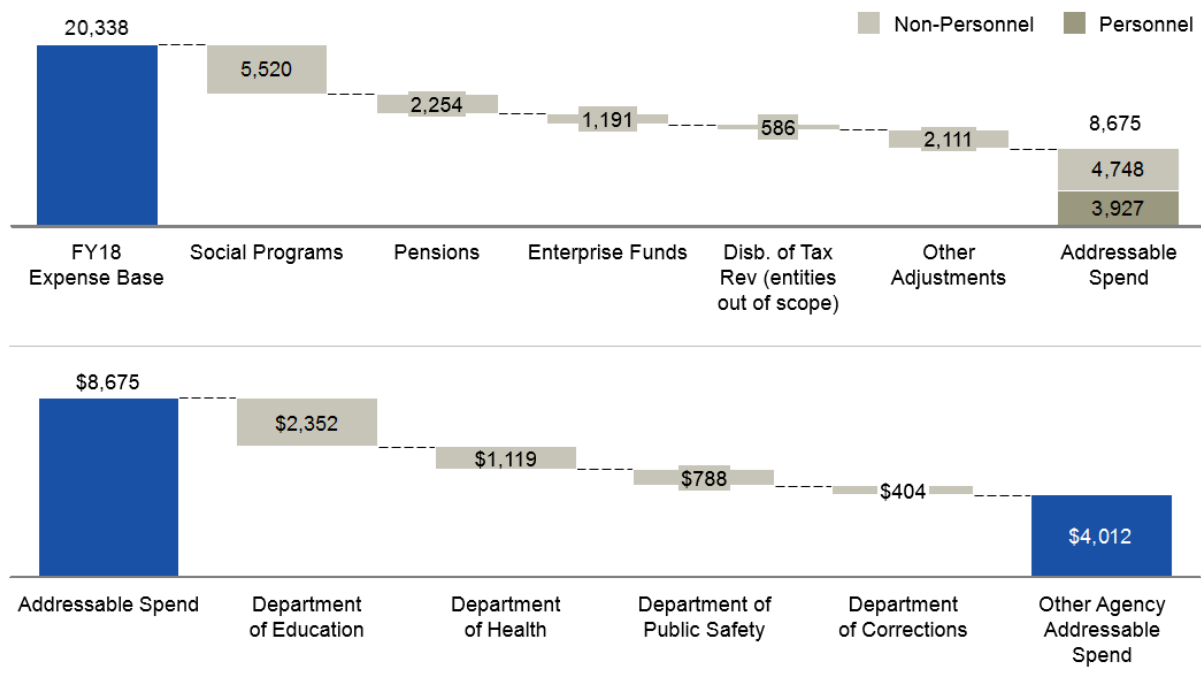 Non-Personnel
Personnel
20,338
5,520
2,254
1,191
586
2,111
8,675
4,748
3,927
FY18
Expense Base
Social Programs
Pensions
Enterprise Funds
Disb. of Tax
Rev (entities
out of scope)
Other
Adjustments
Addressable
Spend
$8,675
$2,352
$1,119
$788
$404
$4,012
Addressable Spend
Department
of Education
Department
of Health
Department of
Public Safety
Department
of Corrections
Other Agency
Addressable
Spend